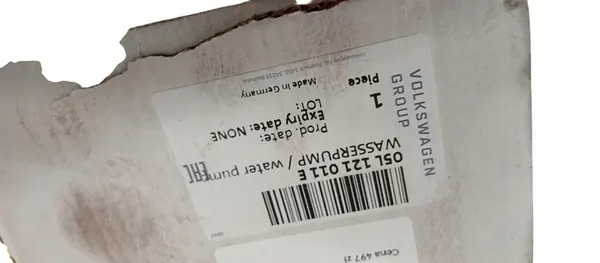 VOLKSWAGEN
GROUP
05L 121 011 E
WASSERPUMP / water pump
Prod. date:
Expiry date: NONE
LOT:
1
Piece
Made in Germany
Cena 497 zł